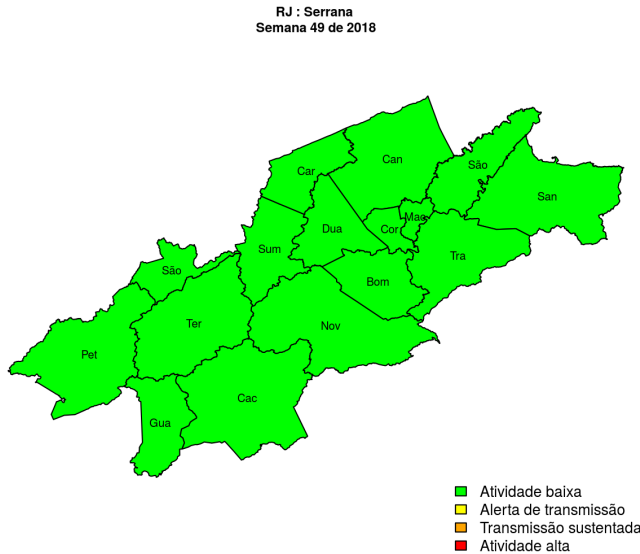 RJ : Serrana
Semana 49 de 2018
Can
São
Car
San
Mac
Dua
Cor
Sum
Tra
São
Bom
Ter
Nov
Pet
Cac
Gua
Atividade baixa
Alerta de transmissão
Transmissão sustentada
Atividade alta